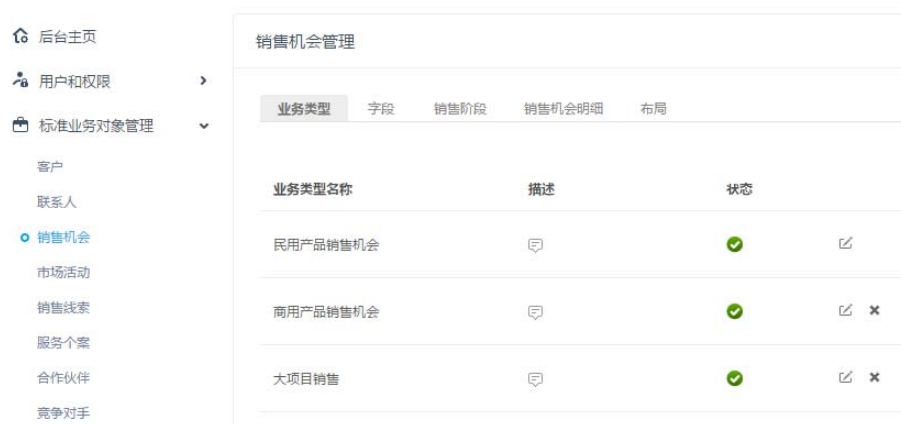 后台主页
用户和权限
标准业务对象管理
客户
联系人
销售机会
市场活动
销售线索
服务个案
合作伙伴
竞争对手
销售机会管理
业务类型 字段 销售阶段 销售机会明细 布局
业务类型名称 描述 状态
民用产品销售机会
商用产品销售机会
大项目销售